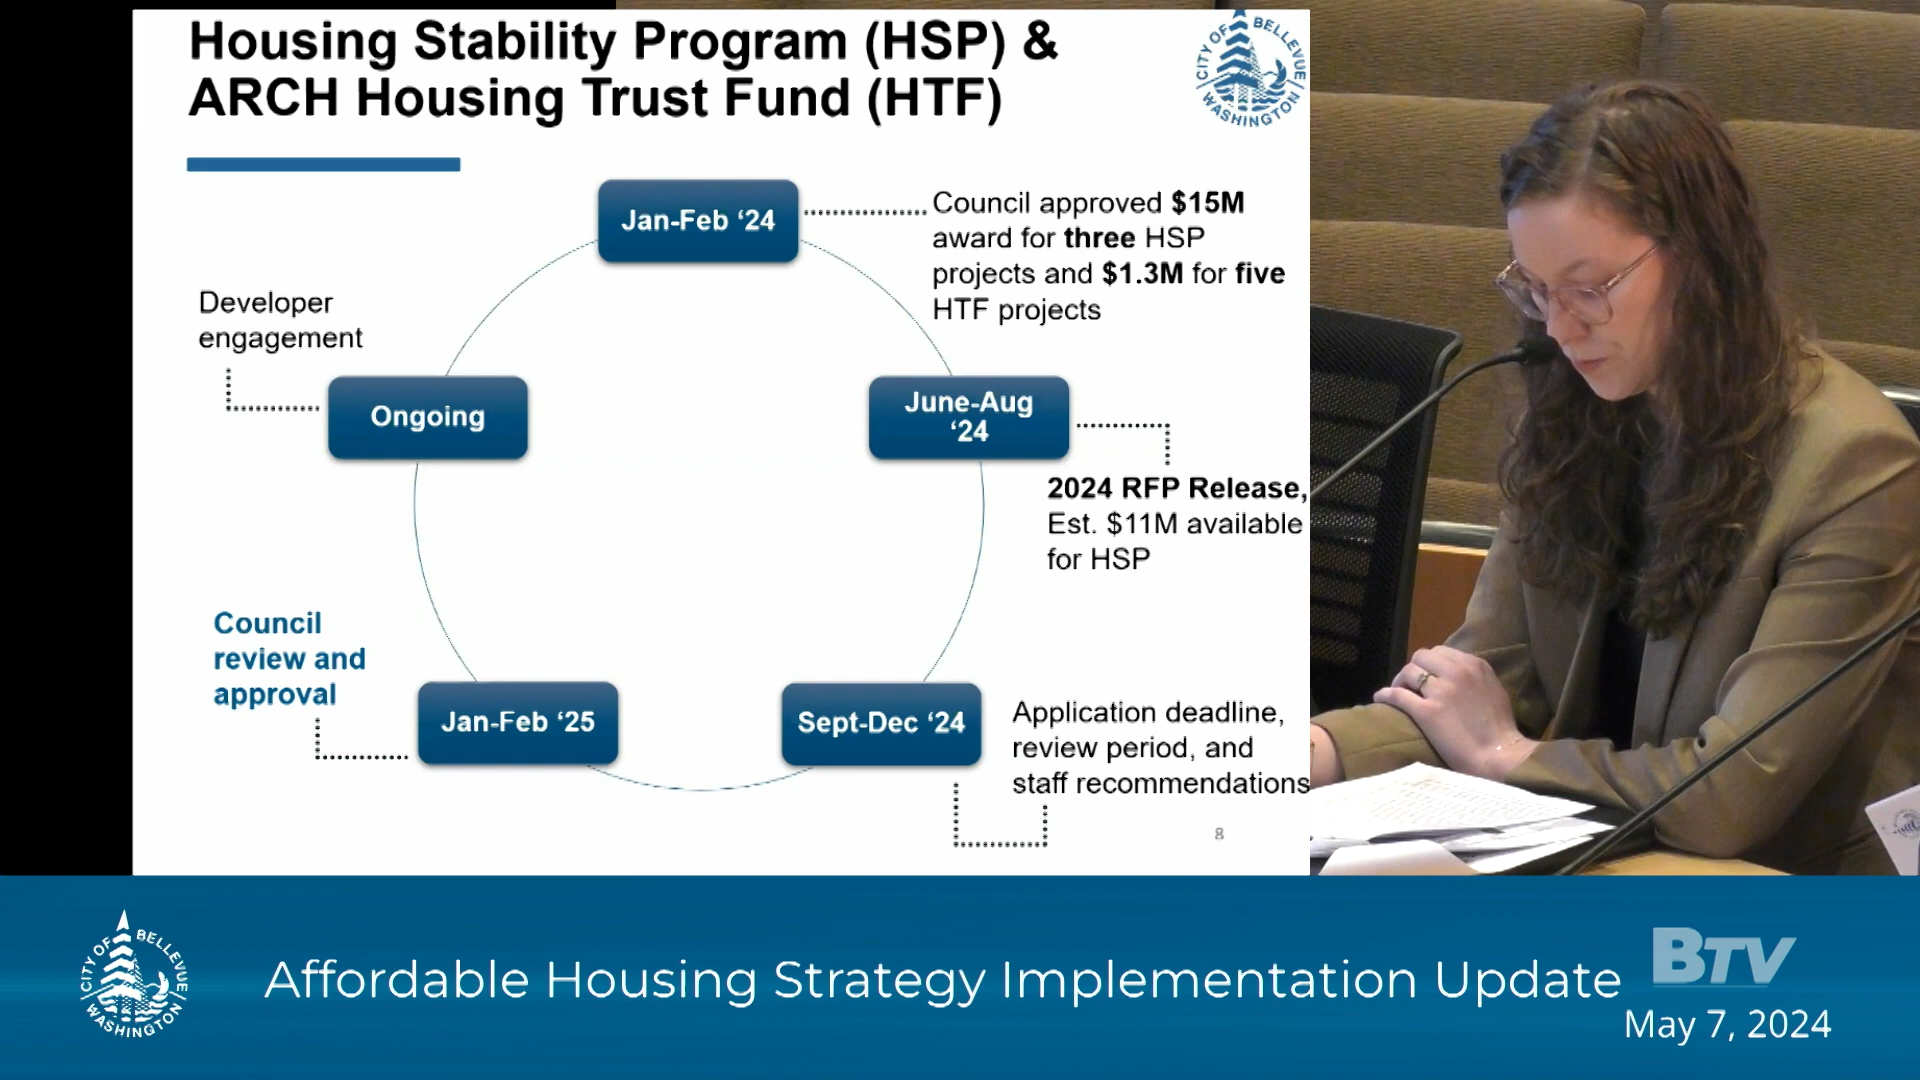 Housing Stability Program (HSP) &
ARCH Housing Trust Fund (HTF)
CITY OF BELLEVUE
WASHINGTON
Jan-Feb ‘24
Council approved $15M
award for three HSP
projects and $1.3M for five
HTF projects
June-Aug
‘24
2024 RFP Release,
Est. $11M available
for HSP
Sept-Dec ‘24
Application deadline,
review period, and
staff recommendations
Jan-Feb ‘25
Council
review and
approval
Ongoing
Developer
engagement
8
CITY OF BELLEVUE
WASHINGTON
Affordable Housing Strategy Implementation Update
BTV
May 7, 2024